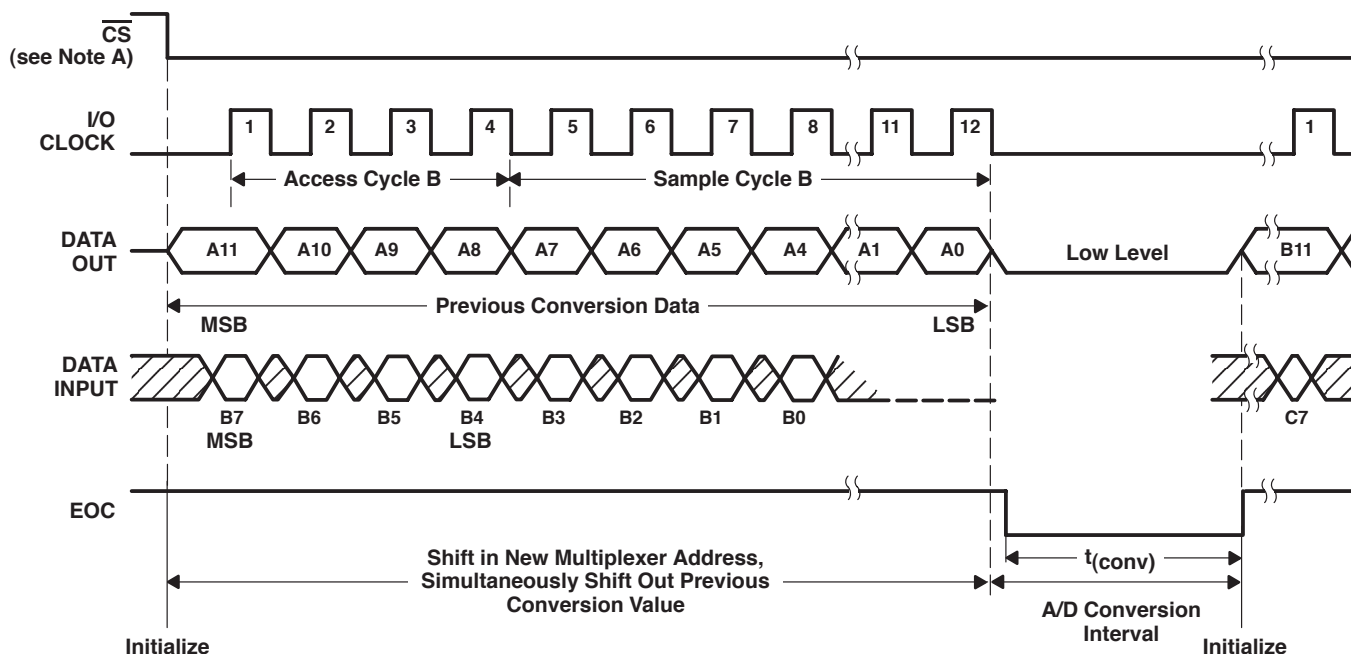 CS
(see Note A)
I/O
CLOCK
1 2 3 4 5 6 7 8 11 12 1
Access Cycle B Sample Cycle B
DATA
OUT
A11 A10 A9 A8 A7 A6 A5 A4 A1 A0 Low Level B11
Previous Conversion Data
MSB LSB
DATA
INPUT
B7 B6 B5 B4 B3 B2 B1 B0 C7
MSB LSB
EOC
t(conv)
Shift in New Multiplexer Address,
Simultaneously Shift Out Previous
Conversion Value
A/D Conversion
Interval
Initialize Initialize